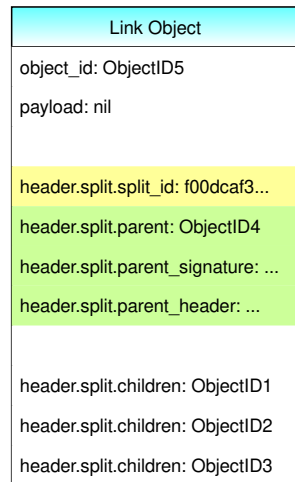 Link Object
object_id: ObjectID5
payload: nil
header.split.split_id: f00dcaf3...
header.split.parent: ObjectID4
header.split.parent_signature: ...
header.split.parent_header: ...
header.split.children: ObjectID1
header.split.children: ObjectID2
header.split.children: ObjectID3